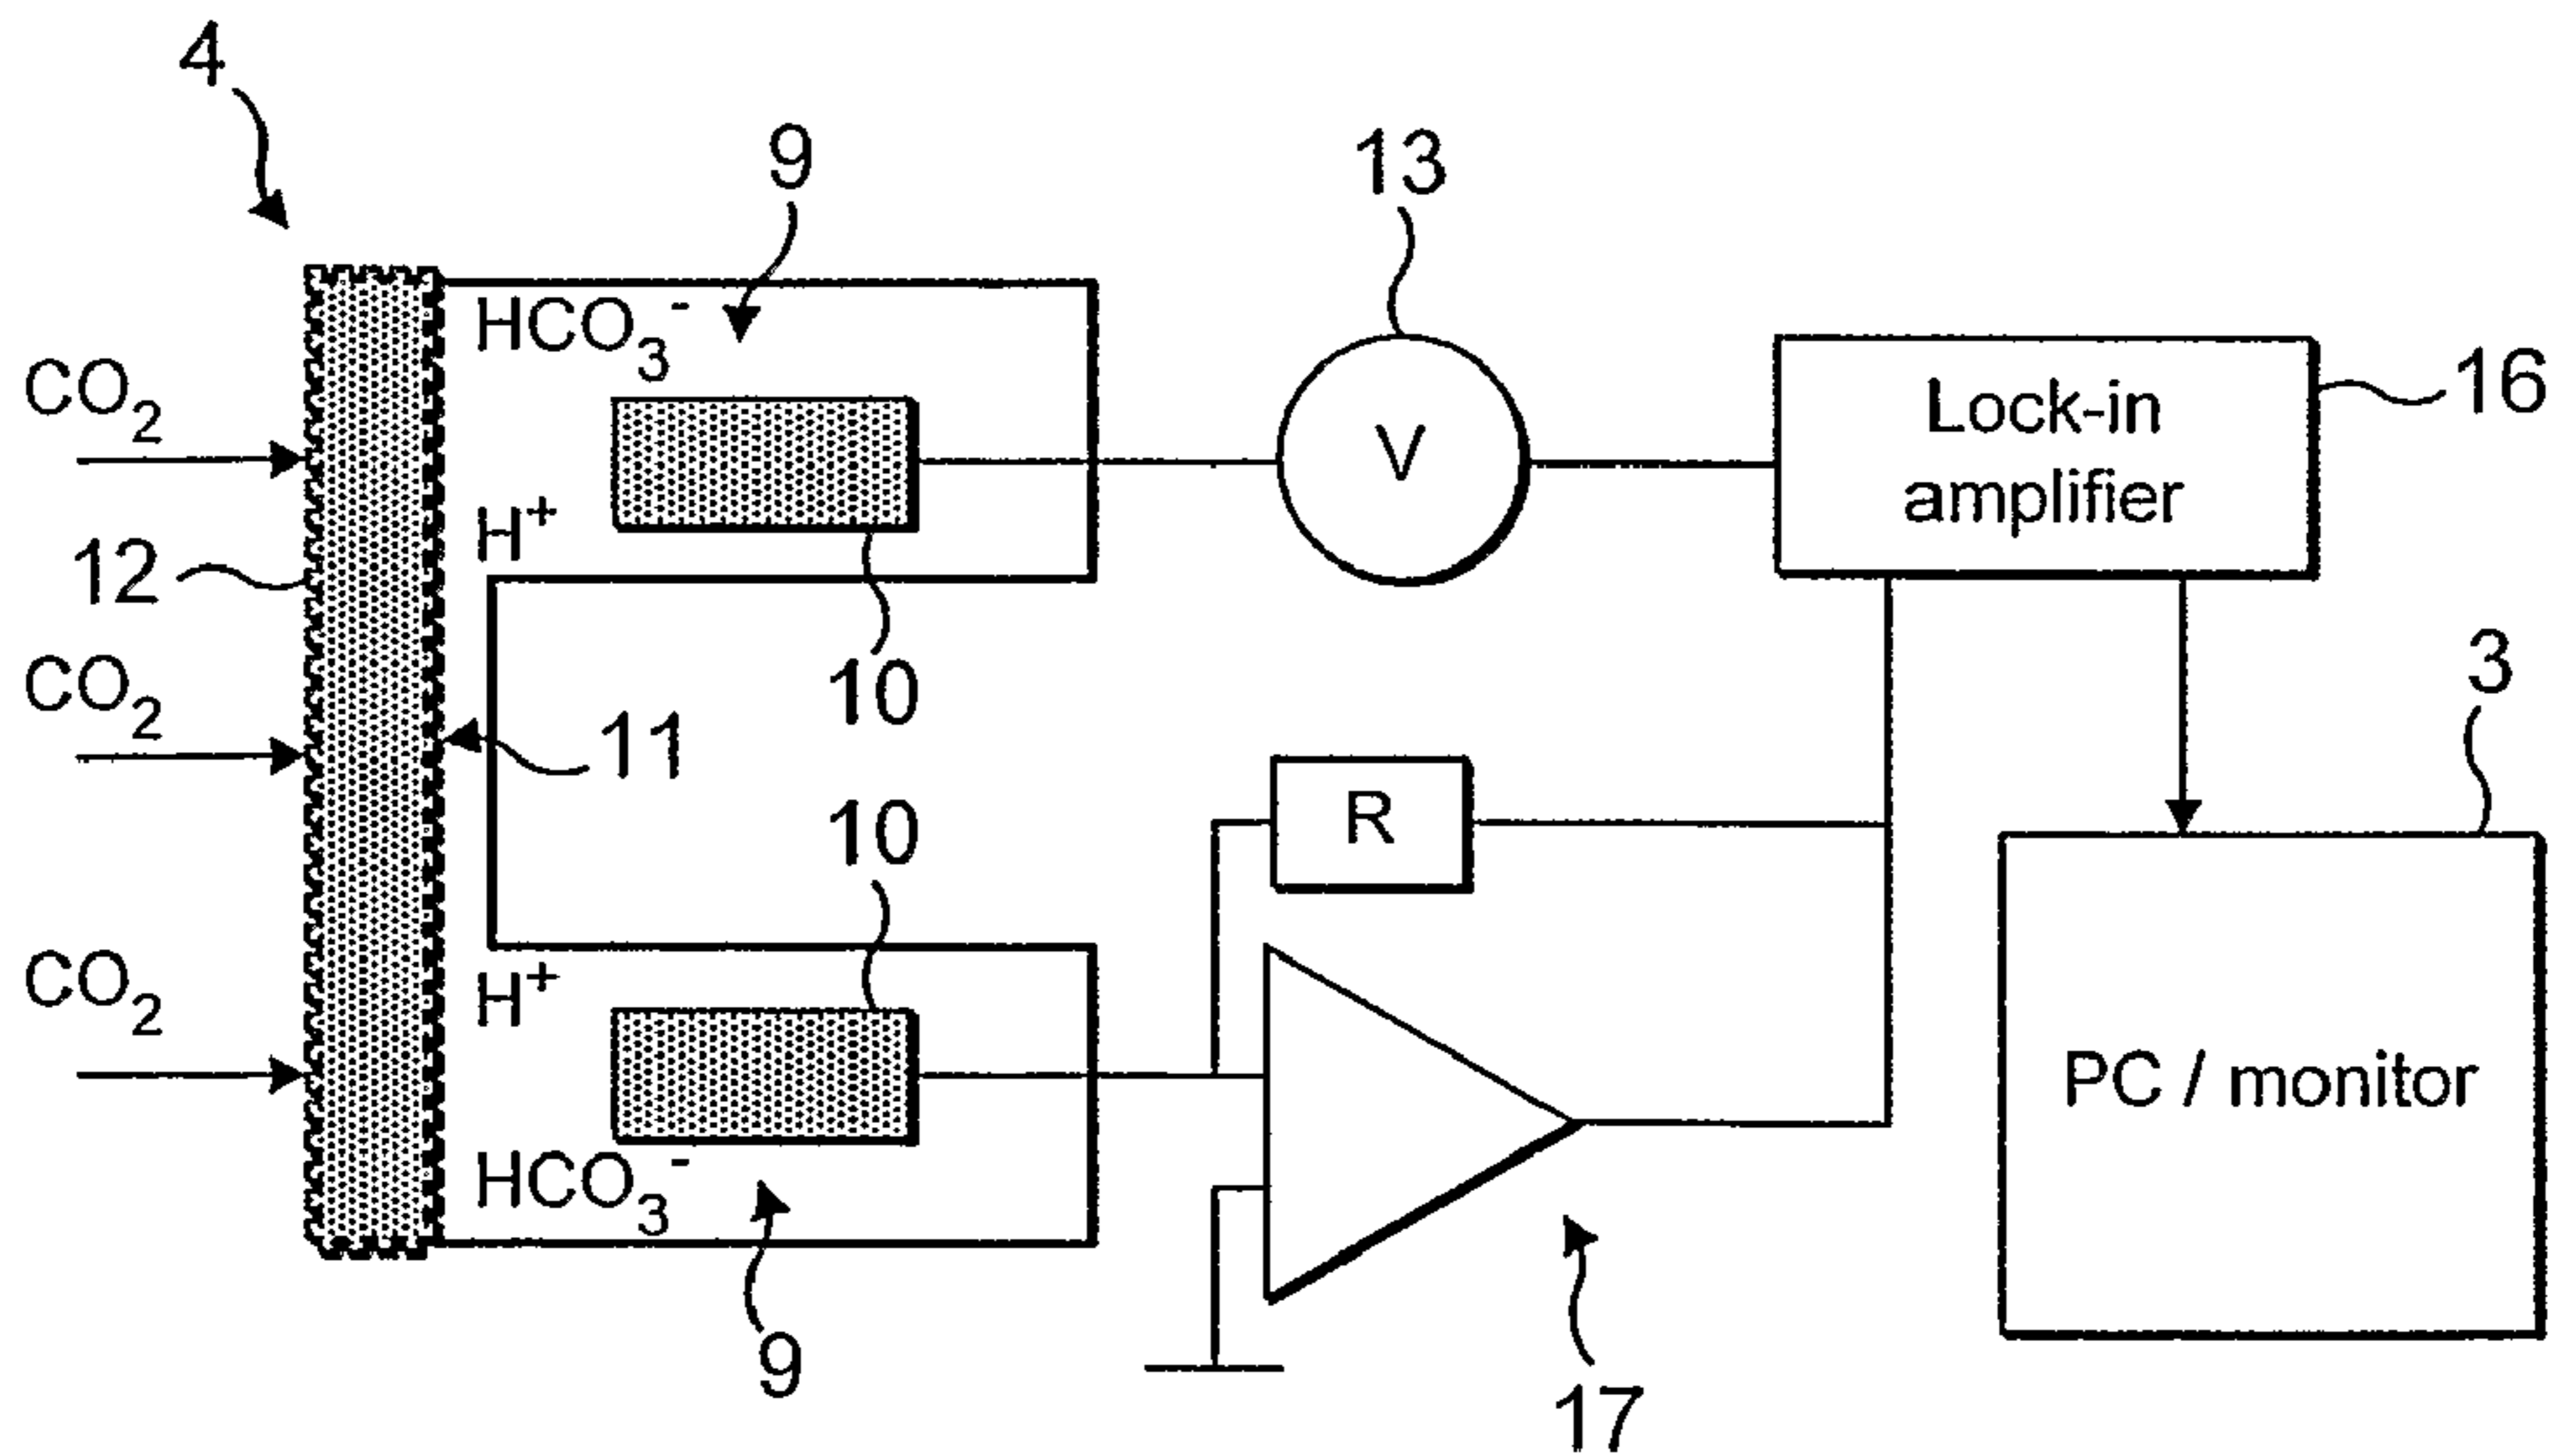 4
9
13
HCO₃⁻
CO₂
V
Lock-in
amplifier
16
H⁺
12
10
CO₂
11
3
R
10
CO₂
H⁺
PC / monitor
HCO₃⁻
9
17